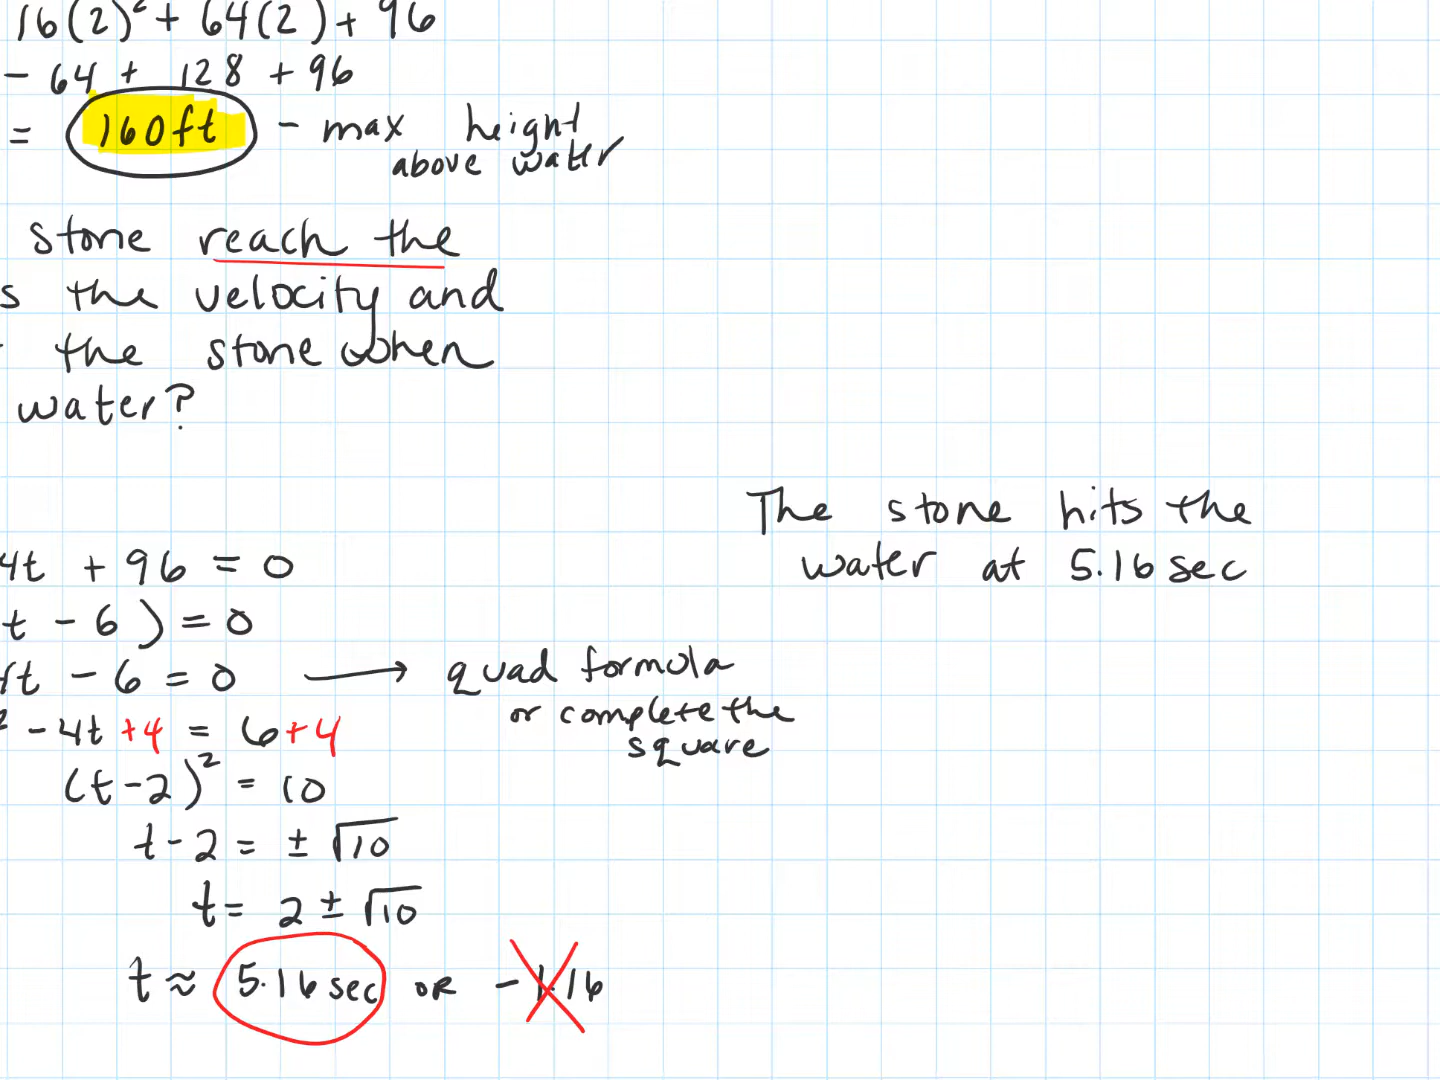 16(2)² + 64(2) + 96
- 64 + 128 + 96
= 160ft - max height
above water
stone reach the
s the velocity and
the stone when
water?
The stone hits the
water at 5.16 sec
4t + 96 = 0
t - 6) = 0
t - 6 = 0 → quad formula
or complete the
square
² - 4t +4 = 6 +4
(t - 2)² = 10
t - 2 = ± √10
t = 2 ± √10
t ≈ 5.16 sec OR - 1.16